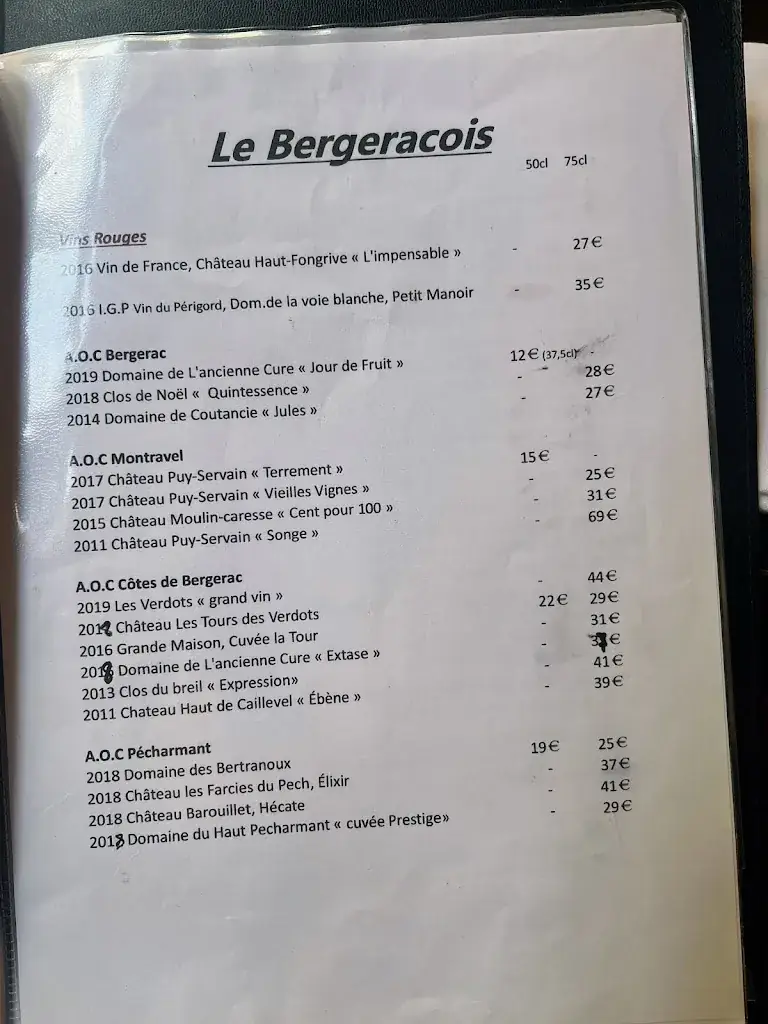 Le Bergeracois
50cl 75cl
Vins Rouges
2016 Vin de France, Château Haut-Fongrive « L'impensable » - 27€
2016 I.G.P Vin du Périgord, Dom.de la voie blanche, Petit Manoir - 35€
A.O.C Bergerac
2019 Domaine de L'ancienne Cure « Jour de Fruit » 12€ (37,5cl) -
2018 Clos de Noël « Quintessence » - 28€
2014 Domaine de Coutancie « Jules » - 27€
A.O.C Montravel
2017 Château Puy-Servain « Terrement » 15€ -
2017 Château Puy-Servain « Vieilles Vignes » - 25€
2015 Château Moulin-caresse « Cent pour 100 » - 31€
2011 Château Puy-Servain « Songe » - 69€
A.O.C Côtes de Bergerac
2019 Les Verdots « grand vin » - 44€
Château Les Tours des Verdots 22€ 29€
2016 Grande Maison, Cuvée la Tour - 31€
2018 Domaine de L'ancienne Cure « Extase » - €
2013 Clos du breil « Expression» - 41€
2011 Chateau Haut de Caillevel « Ébène » - 39€
A.O.C Pécharmant
2018 Domaine des Bertranoux 19€ 25€
2018 Château les Farcies du Pech, Élixir - 37€
2018 Château Barouillet, Hécate - 41€
2018 Domaine du Haut Pecharmant « cuvée Prestige» - 29€